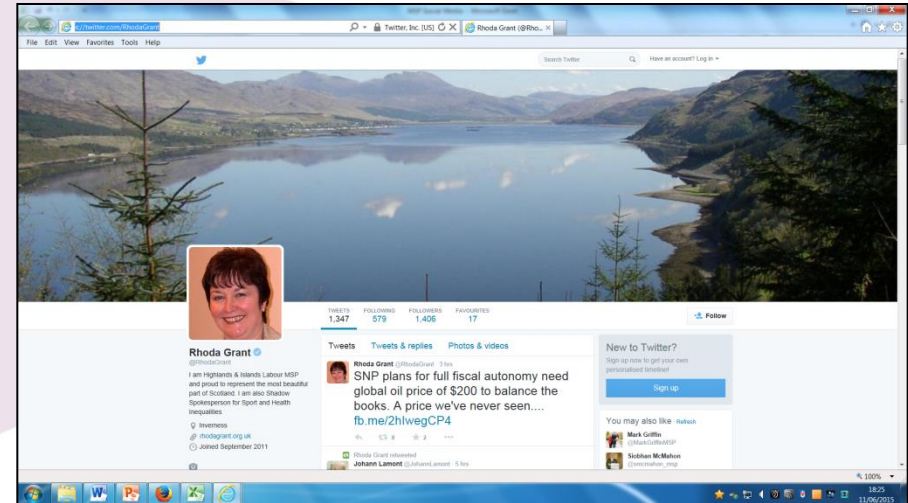 twitter.com/RhodaGrant
Twitter, Inc. [US]
Rhoda Grant (@Rho...
File Edit View Favorites Tools Help
Search Twitter
Have an account? Log in
TWEETS FOLLOWING FOLLOWERS FAVOURITES
1,347 579 1,406 17
Follow
Rhoda Grant
@RhodaGrant
I am Highlands & Islands Labour MSP
and proud to represent the most beautiful
part of Scotland. I am also Shadow
Spokesperson for Sport and Health
Inequalities
Inverness
rhodagrant.org.uk
Joined September 2011
Tweets Tweets & replies Photos & videos
Rhoda Grant @RhodaGrant · 3 hrs
SNP plans for full fiscal autonomy need
global oil price of $200 to balance the
books. A price we've never seen....
fb.me/2hIwegCP4
Rhoda Grant retweeted
Johann Lamont @JohannLamont · 5 hrs
New to Twitter?
Sign up now to get your own
personalised timeline!
Sign up
You may also like · Refresh
Mark Griffin
@MarkGriffinMSP
Siobhan McMahon
@smcmahon_msp
100%
18:25
11/06/2015